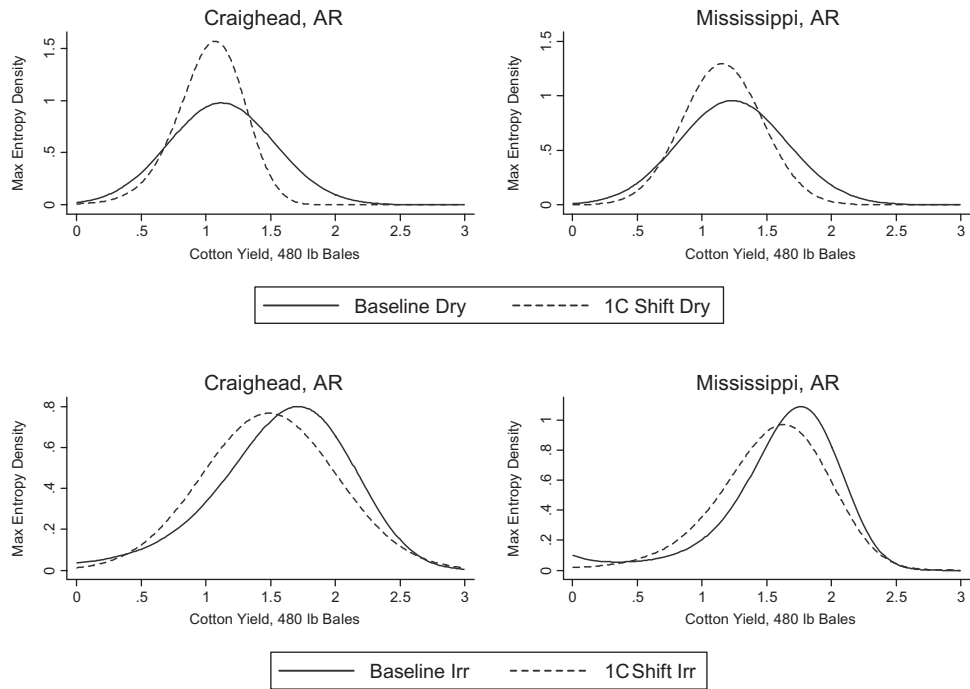 Craighead, AR
Mississippi, AR
Max Entropy Density
0 .5 1 1.5
0 .5 1 1.5 2 2.5 3
Cotton Yield, 480 lb Bales
Max Entropy Density
0 .5 1 1.5
0 .5 1 1.5 2 2.5 3
Cotton Yield, 480 lb Bales
Baseline Dry
1C Shift Dry
Craighead, AR
Mississippi, AR
Max Entropy Density
0 .2 .4 .6 .8
0 .5 1 1.5 2 2.5 3
Cotton Yield, 480 lb Bales
Max Entropy Density
0 .2 .4 .6 .8 1
0 .5 1 1.5 2 2.5 3
Cotton Yield, 480 lb Bales
Baseline Irr
1C Shift Irr